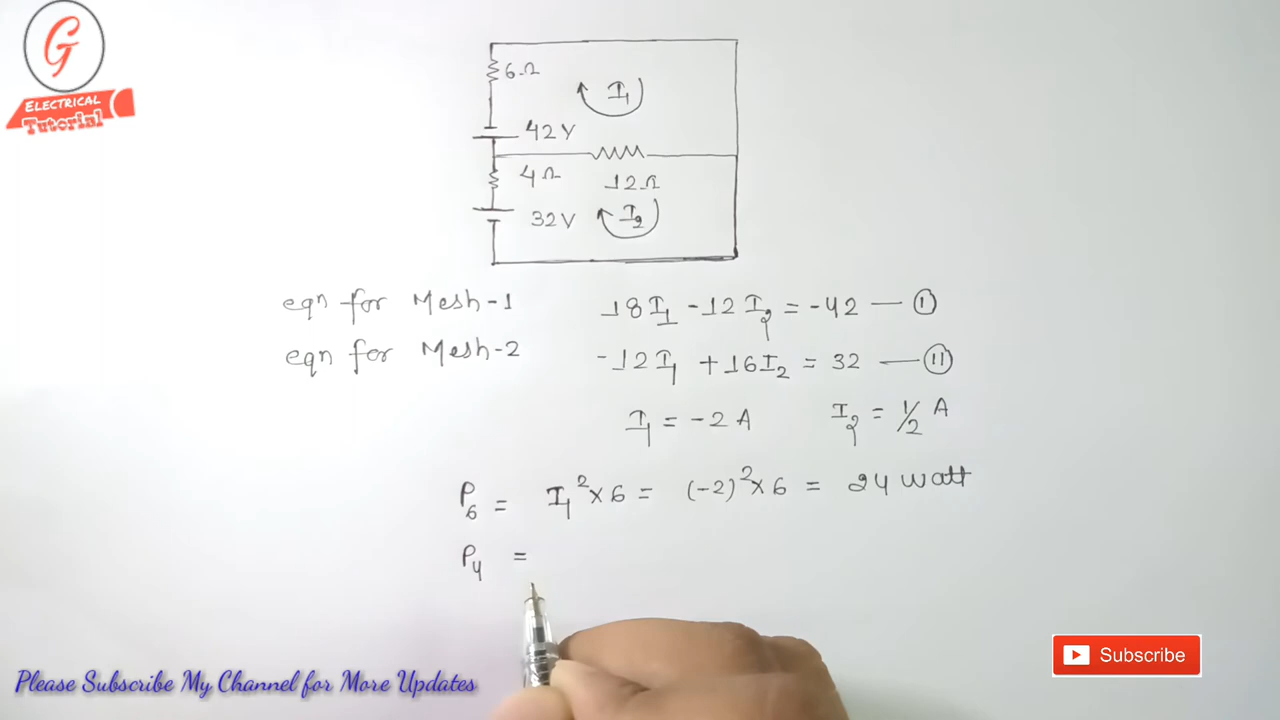 G
ELECTRICAL
Tutorial
6Ω
I₁
42V
4Ω
12Ω
32V
I₂
eqn for Mesh-1 18I₁ -12I₂ = -42 — ①
eqn for Mesh-2 -12I₁ +16I₂ = 32 — ⑪
I₁ = -2 A I₂ = 1/2 A
P₆ = I₁²×6 = (-2)²×6 = 24 watt
P₄ =
Subscribe
Please Subscribe My Channel for More Updates